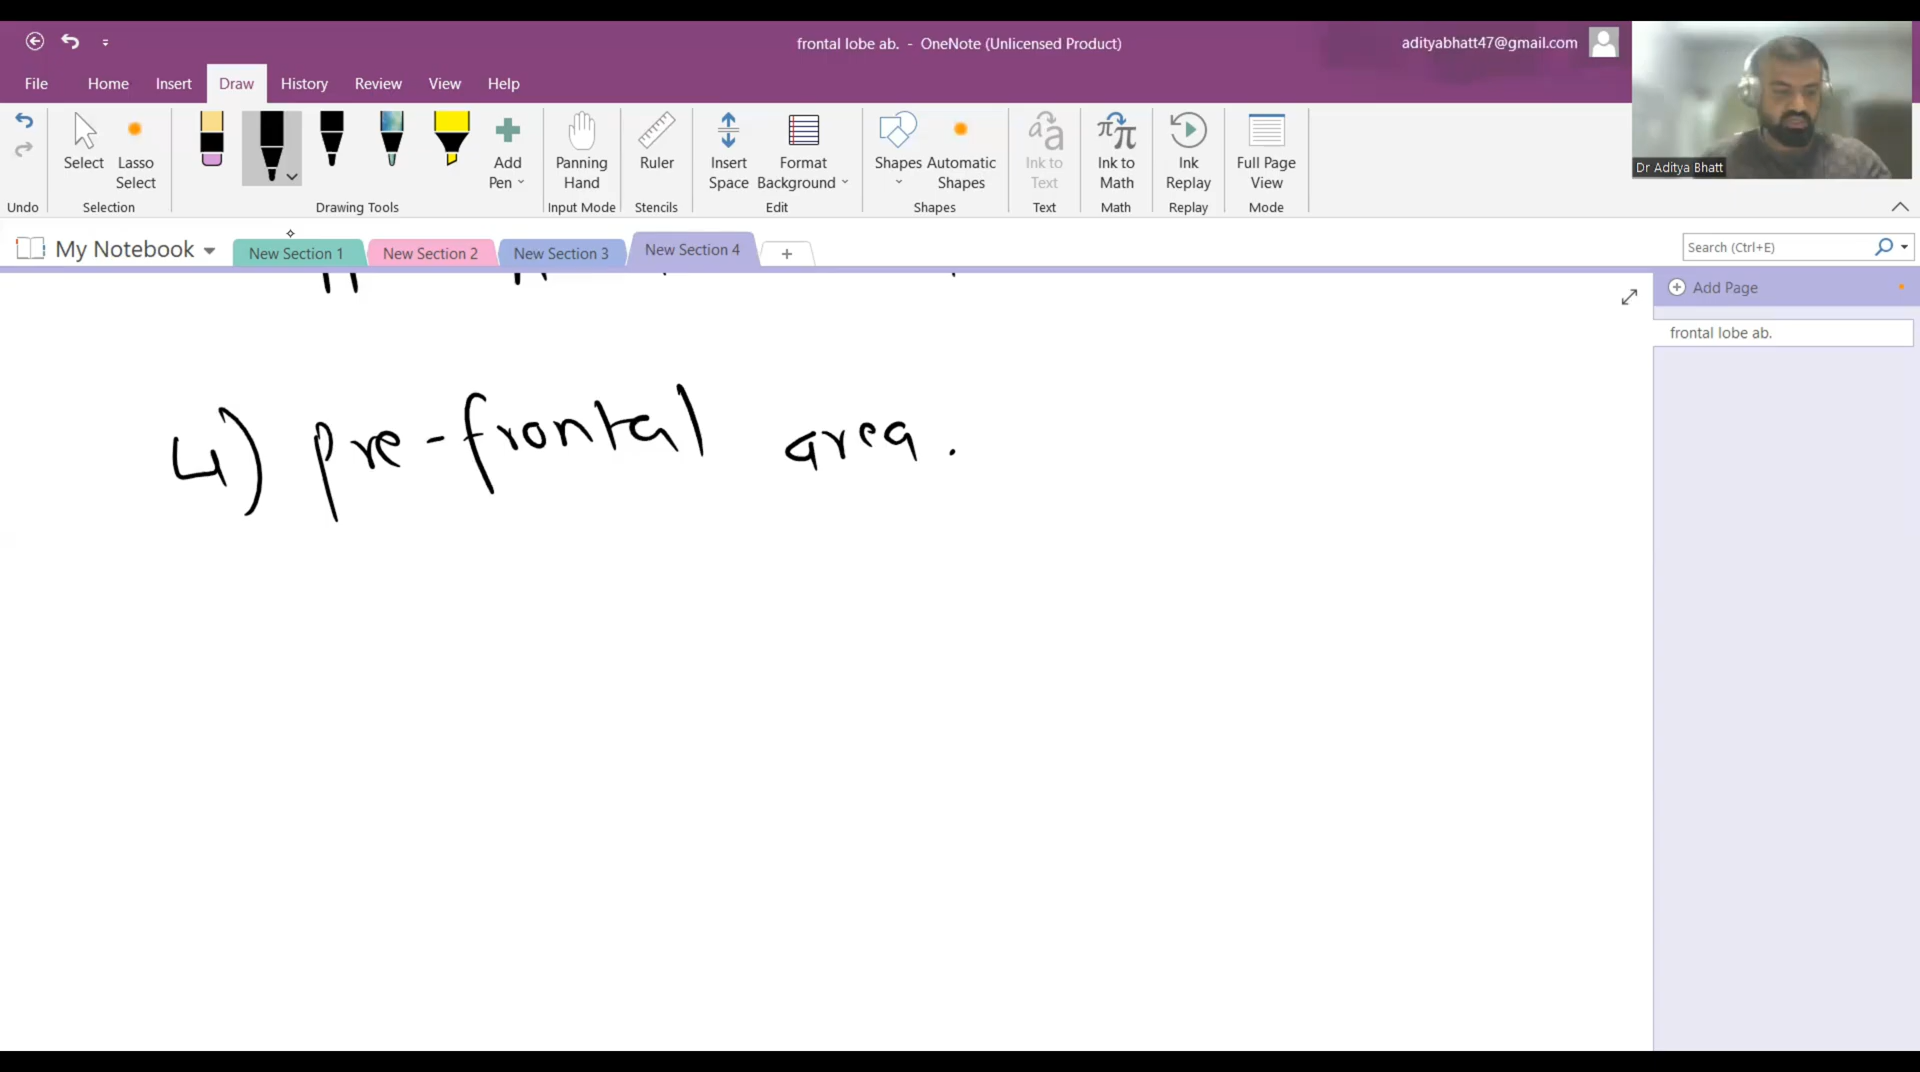 frontal lobe ab. - OneNote (Unlicensed Product)
adityabhatt47@gmail.com
File Home Insert Draw History Review View Help
Dr Aditya Bhatt
Select
Lasso Select
Add Pen
Panning Hand
Ruler
Insert Space
Format Background
Shapes
Automatic Shapes
Ink to Text
Ink to Math
Ink Replay
Full Page View
Undo Selection Drawing Tools Input Mode Stencils Edit Shapes Text Math Replay Mode
My Notebook New Section 1 New Section 2 New Section 3 New Section 4 +
Search (Ctrl+E)
Add Page
frontal lobe ab.
4) pre-frontal area.